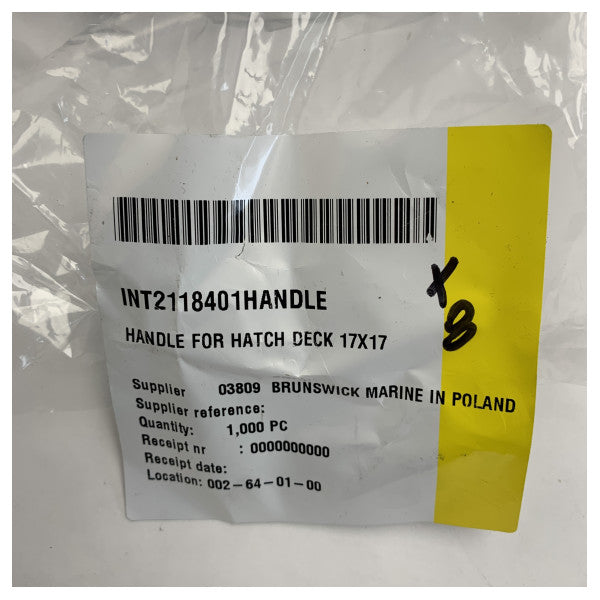 INT2118401HANDLE
HANDLE FOR HATCH DECK 17X17
Supplier 03809 BRUNSWICK MARINE IN POLAND
Supplier reference:
Quantity: 1,000 PC
Receipt nr : 0000000000
Receipt date:
Location: 002-64-01-00
X
8